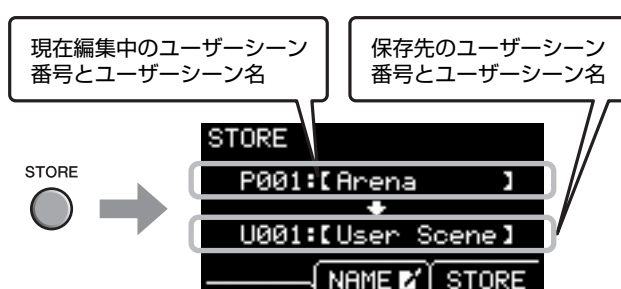 現在編集中のユーザーシーン
番号とユーザーシーン名
保存先のユーザーシーン
番号とユーザーシーン名
STORE
STORE
P001:【Arena 】
U001:【User Scene】
NAME STORE